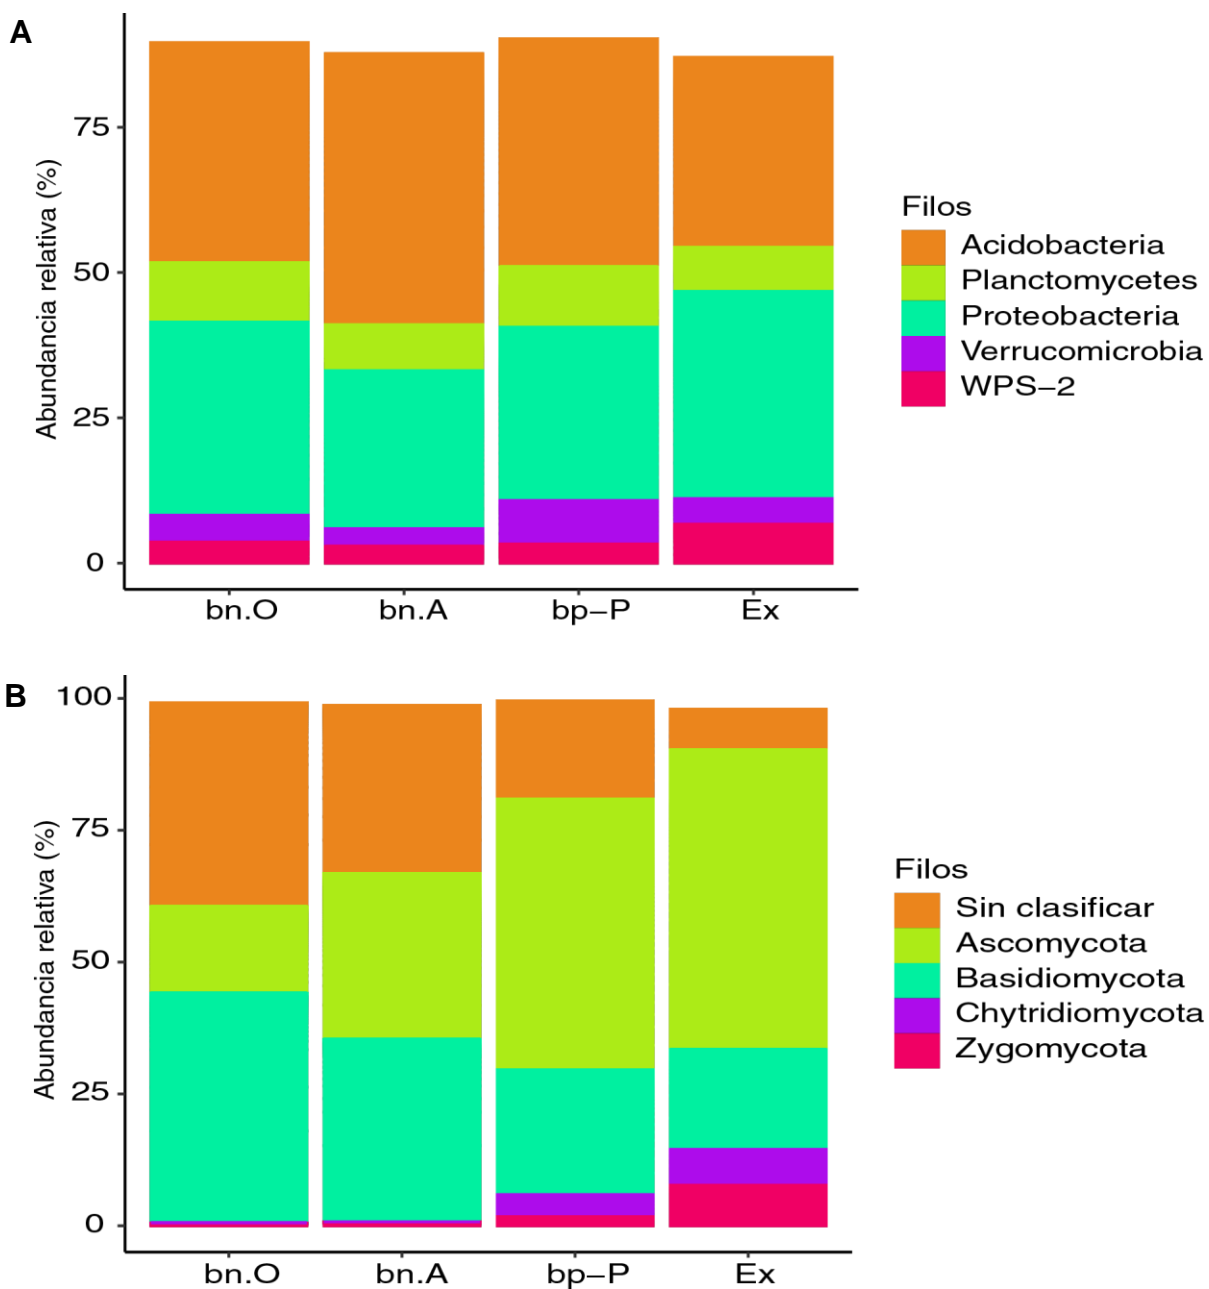 A
Abundancia relativa (%)
75
50
25
0
bn.O
bn.A
bp−P
Ex
Filos
Acidobacteria
Planctomycetes
Proteobacteria
Verrucomicrobia
WPS−2
B
Abundancia relativa (%)
100
75
50
25
0
bn.O
bn.A
bp−P
Ex
Filos
Sin clasificar
Ascomycota
Basidiomycota
Chytridiomycota
Zygomycota